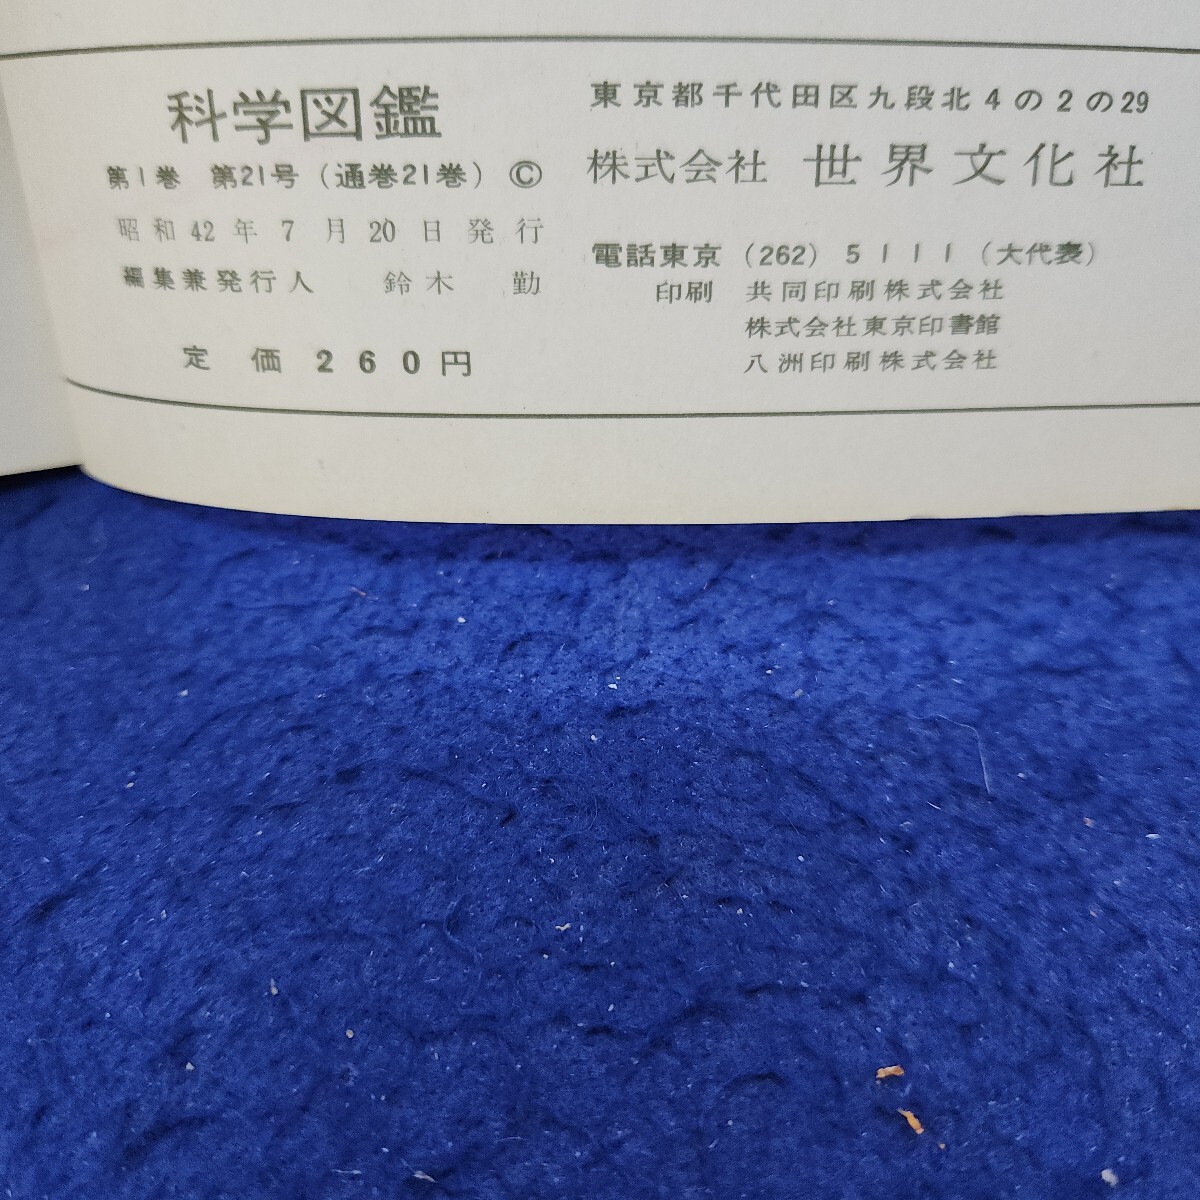 科学図鑑
第1巻 第21号(通巻21巻)©
昭和42年7月20日発行
編集兼発行人 鈴木 勤
定価260円
東京都千代田区九段北4の2の29
株式会社 世界文化社
電話東京(262)5111(大代表)
印刷 共同印刷株式会社
株式会社東京印書館
八洲印刷株式会社